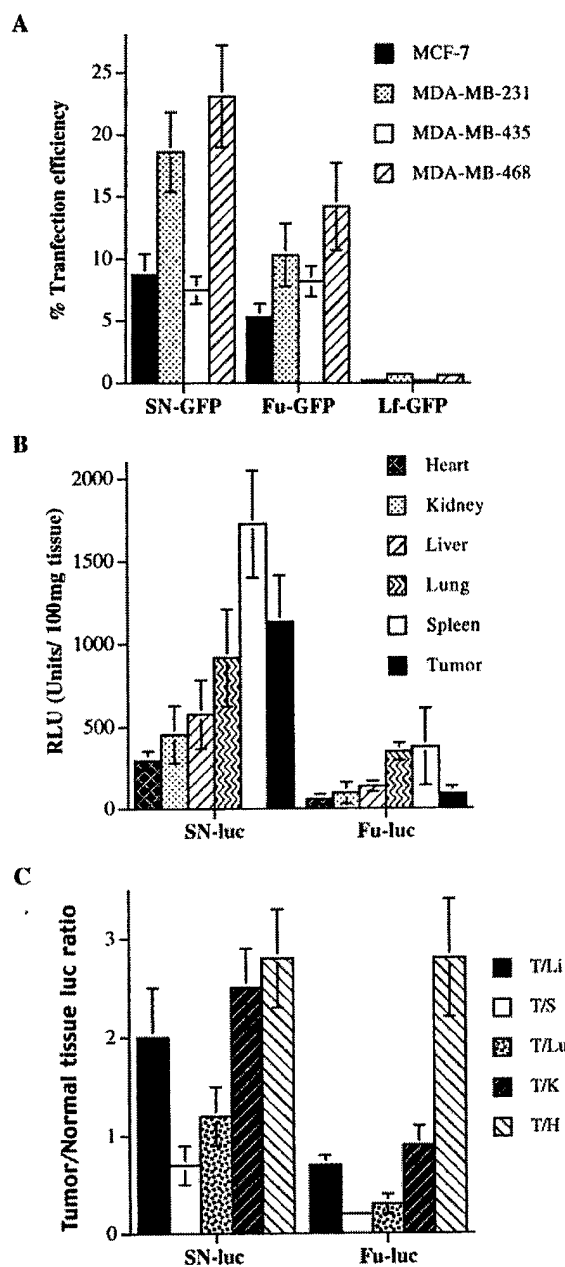 A
% Tranfection efficiency
25
20
15
10
5
0
MCF-7
MDA-MB-231
MDA-MB-435
MDA-MB-468
SN-GFP
Fu-GFP
Lf-GFP
B
RLU (Units/ 100mg tissue)
2000
1500
1000
500
0
Heart
Kidney
Liver
Lung
Spleen
Tumor
SN-luc
Fu-luc
C
Tumor/Normal tissue luc ratio
3
2
1
0
T/Li
T/S
T/Lu
T/K
T/H
SN-luc
Fu-luc